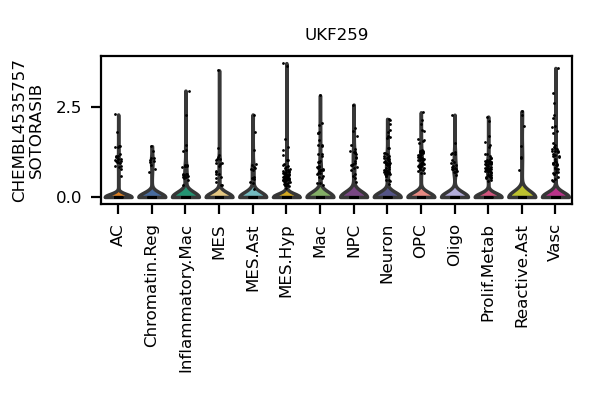 UKF259
CHEMBL4535757
SOTORASIB
2.5
0.0
AC
Chromatin.Reg
Inflammatory.Mac
MES
MES.Ast
MES.Hyp
Mac
NPC
Neuron
OPC
Oligo
Prolif.Metab
Reactive.Ast
Vasc